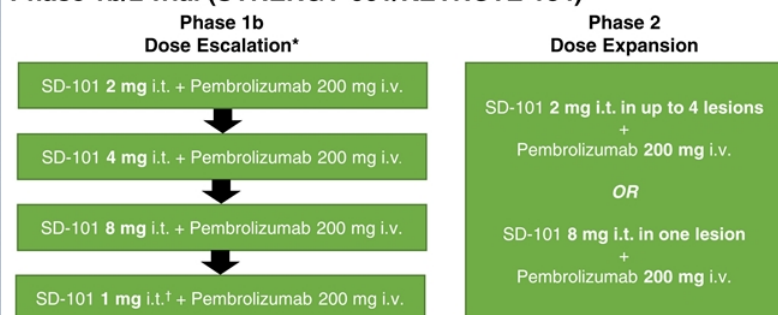 Phase 1b
Dose Escalation*
SD-101 2 mg i.t. + Pembrolizumab 200 mg i.v.
SD-101 4 mg i.t. + Pembrolizumab 200 mg i.v.
SD-101 8 mg i.t. + Pembrolizumab 200 mg i.v.
SD-101 1 mg i.t.† + Pembrolizumab 200 mg i.v.
Phase 2
Dose Expansion
SD-101 2 mg i.t. in up to 4 lesions
+
Pembrolizumab 200 mg i.v.
OR
SD-101 8 mg i.t. in one lesion
+
Pembrolizumab 200 mg i.v.